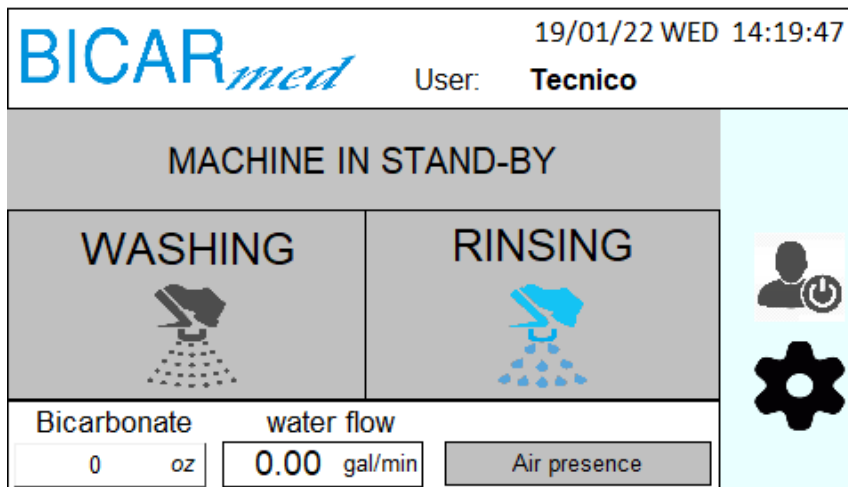 BICARmed
19/01/22 WED 14:19:47
User: Tecnico
MACHINE IN STAND-BY
WASHING
RINSING
Bicarbonate
water flow
0 oz
0.00 gal/min
Air presence